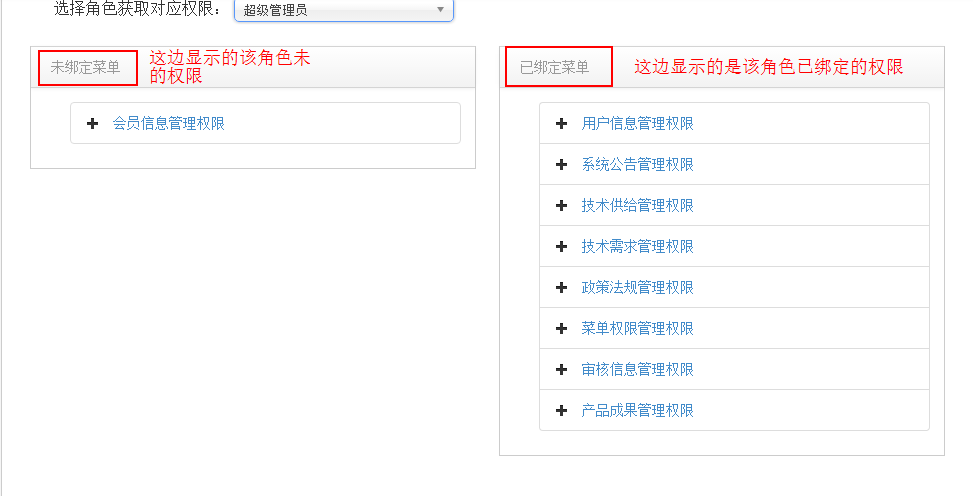 选择角色获取对应权限：
超级管理员
未绑定菜单
这边显示的该角色未
的权限
会员信息管理权限
已绑定菜单
这边显示的是该角色已绑定的权限
用户信息管理权限
系统公告管理权限
技术供给管理权限
技术需求管理权限
政策法规管理权限
菜单权限管理权限
审核信息管理权限
产品成果管理权限